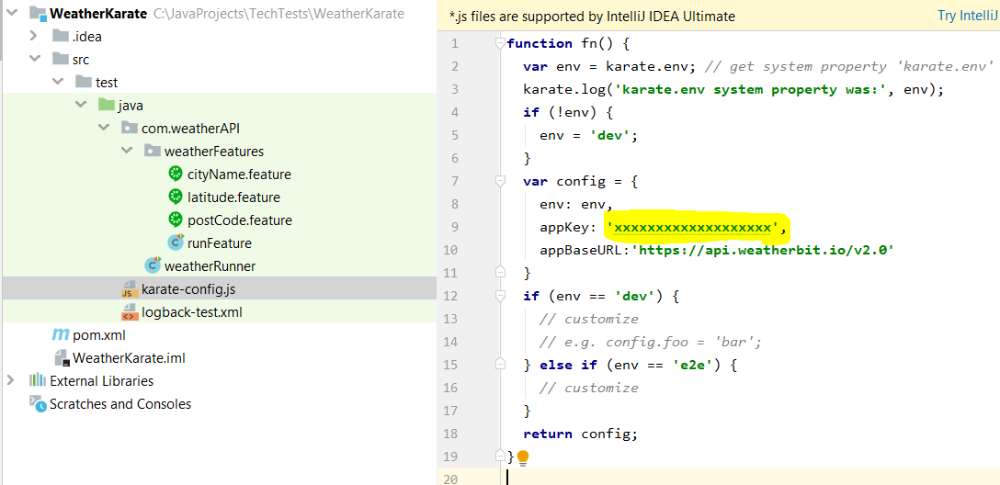 WeatherKarate C:\JavaProjects\TechTests\WeatherKarate
.idea
src
test
java
com.weatherAPI
weatherFeatures
cityName.feature
latitude.feature
postCode.feature
runFeature
weatherRunner
karate-config.js
logback-test.xml
pom.xml
WeatherKarate.iml
External Libraries
Scratches and Consoles
*.js files are supported by IntelliJ IDEA Ultimate Try IntelliJ
1 function fn() {
2 var env = karate.env; // get system property 'karate.env'
3 karate.log('karate.env system property was:', env);
4 if (!env) {
5 env = 'dev';
6 }
7 var config = {
8 env: env,
9 appKey: 'xxxxxxxxxxxxxxxxxxx',
10 appBaseURL:'https://api.weatherbit.io/v2.0'
11 }
12 if (env == 'dev') {
13 // customize
14 // e.g. config.foo = 'bar';
15 } else if (env == 'e2e') {
16 // customize
17 }
18 return config;
19 }
20